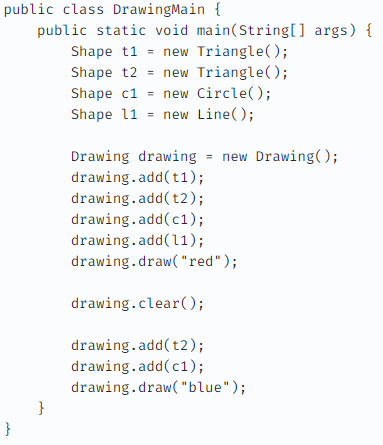 public class DrawingMain {
    public static void main(String[] args) {
        Shape t1 = new Triangle();
        Shape t2 = new Triangle();
        Shape c1 = new Circle();
        Shape l1 = new Line();

        Drawing drawing = new Drawing();
        drawing.add(t1);
        drawing.add(t2);
        drawing.add(c1);
        drawing.add(l1);
        drawing.draw("red");

        drawing.clear();

        drawing.add(t2);
        drawing.add(c1);
        drawing.draw("blue");
    }
}